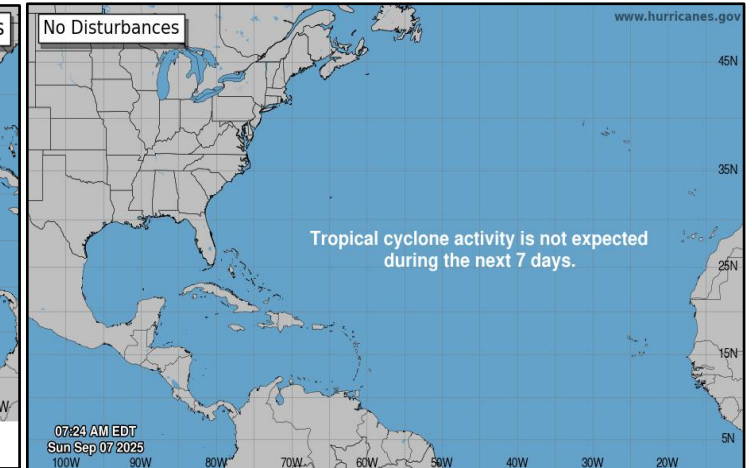 s
No Disturbances
www.hurricanes.gov
45N
35N
Tropical cyclone activity is not expected
during the next 7 days.
25N
15N
07:24 AM EDT
Sun Sep 07 2025
5N
W
100W 90W 80W 70W 60W 50W 40W 30W 20W